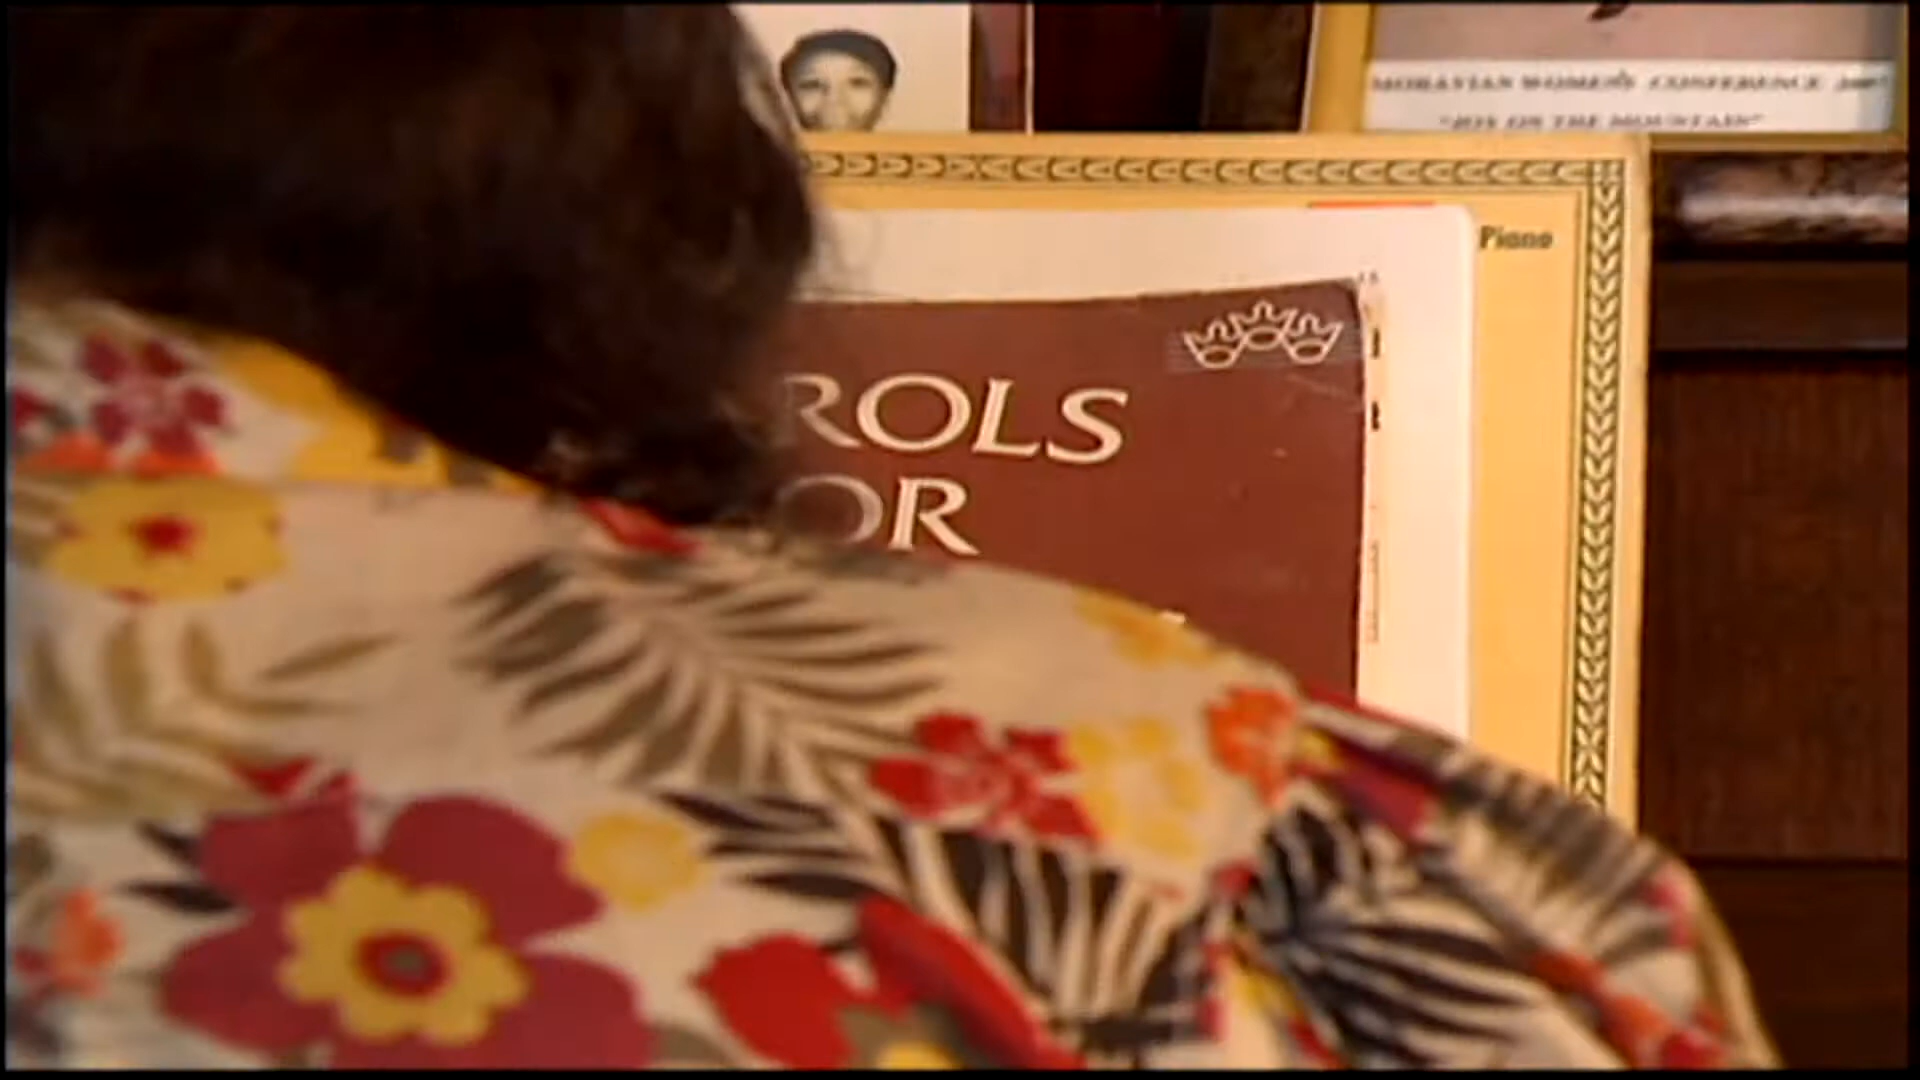 MORAVIAN WOMEN'S CONFERENCE
"JOY ON THE MOUNTAIN"
Piano
ROLS
OR